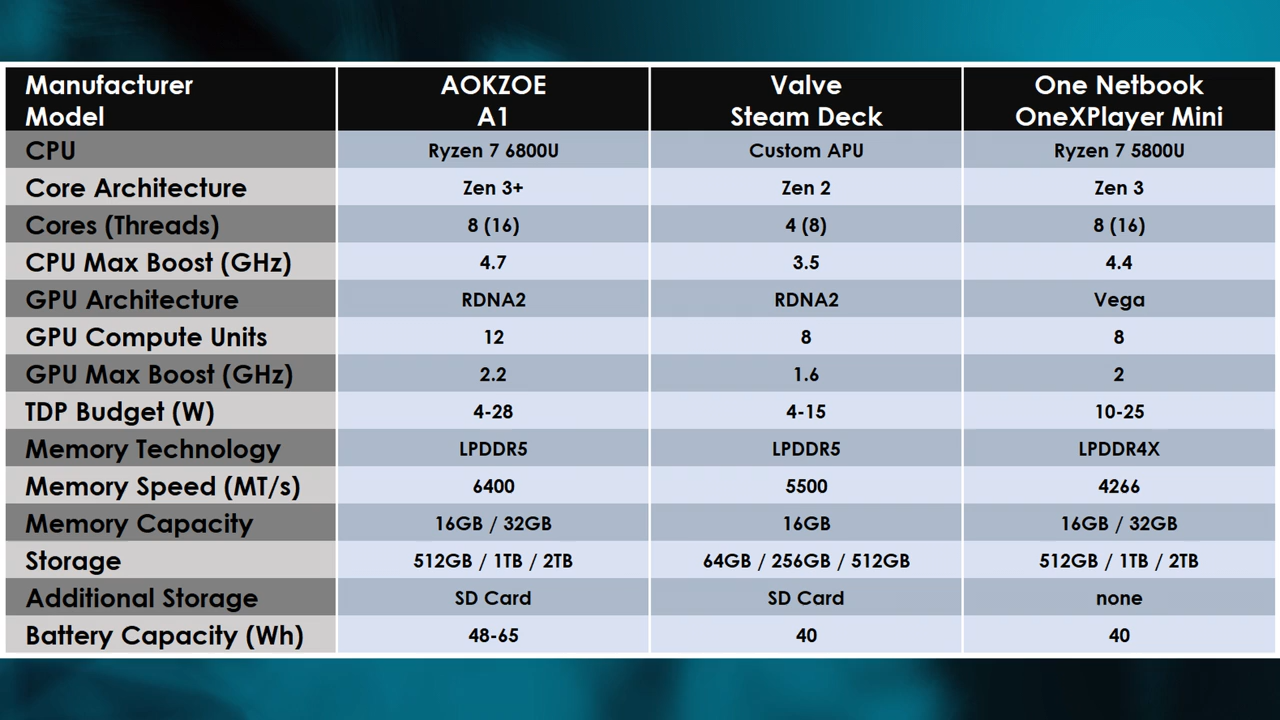 Manufacturer AOKZOE Valve One Netbook
Model A1 Steam Deck OneXPlayer Mini
CPU Ryzen 7 6800U Custom APU Ryzen 7 5800U
Core Architecture Zen 3+ Zen 2 Zen 3
Cores (Threads) 8 (16) 4 (8) 8 (16)
CPU Max Boost (GHz) 4.7 3.5 4.4
GPU Architecture RDNA2 RDNA2 Vega
GPU Compute Units 12 8 8
GPU Max Boost (GHz) 2.2 1.6 2
TDP Budget (W) 4-28 4-15 10-25
Memory Technology LPDDR5 LPDDR5 LPDDR4X
Memory Speed (MT/s) 6400 5500 4266
Memory Capacity 16GB / 32GB 16GB 16GB / 32GB
Storage 512GB / 1TB / 2TB 64GB / 256GB / 512GB 512GB / 1TB / 2TB
Additional Storage SD Card SD Card none
Battery Capacity (Wh) 48-65 40 40